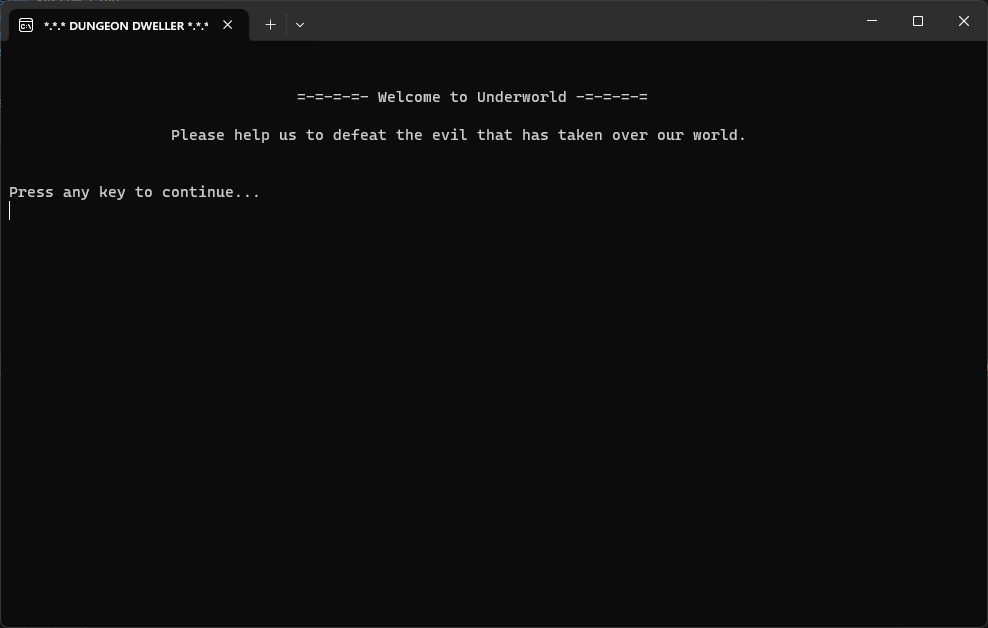 *.*.* DUNGEON DWELLER *.*.*
=-=-=-=- Welcome to Underworld -=-=-=-=
Please help us to defeat the evil that has taken over our world.
Press any key to continue...